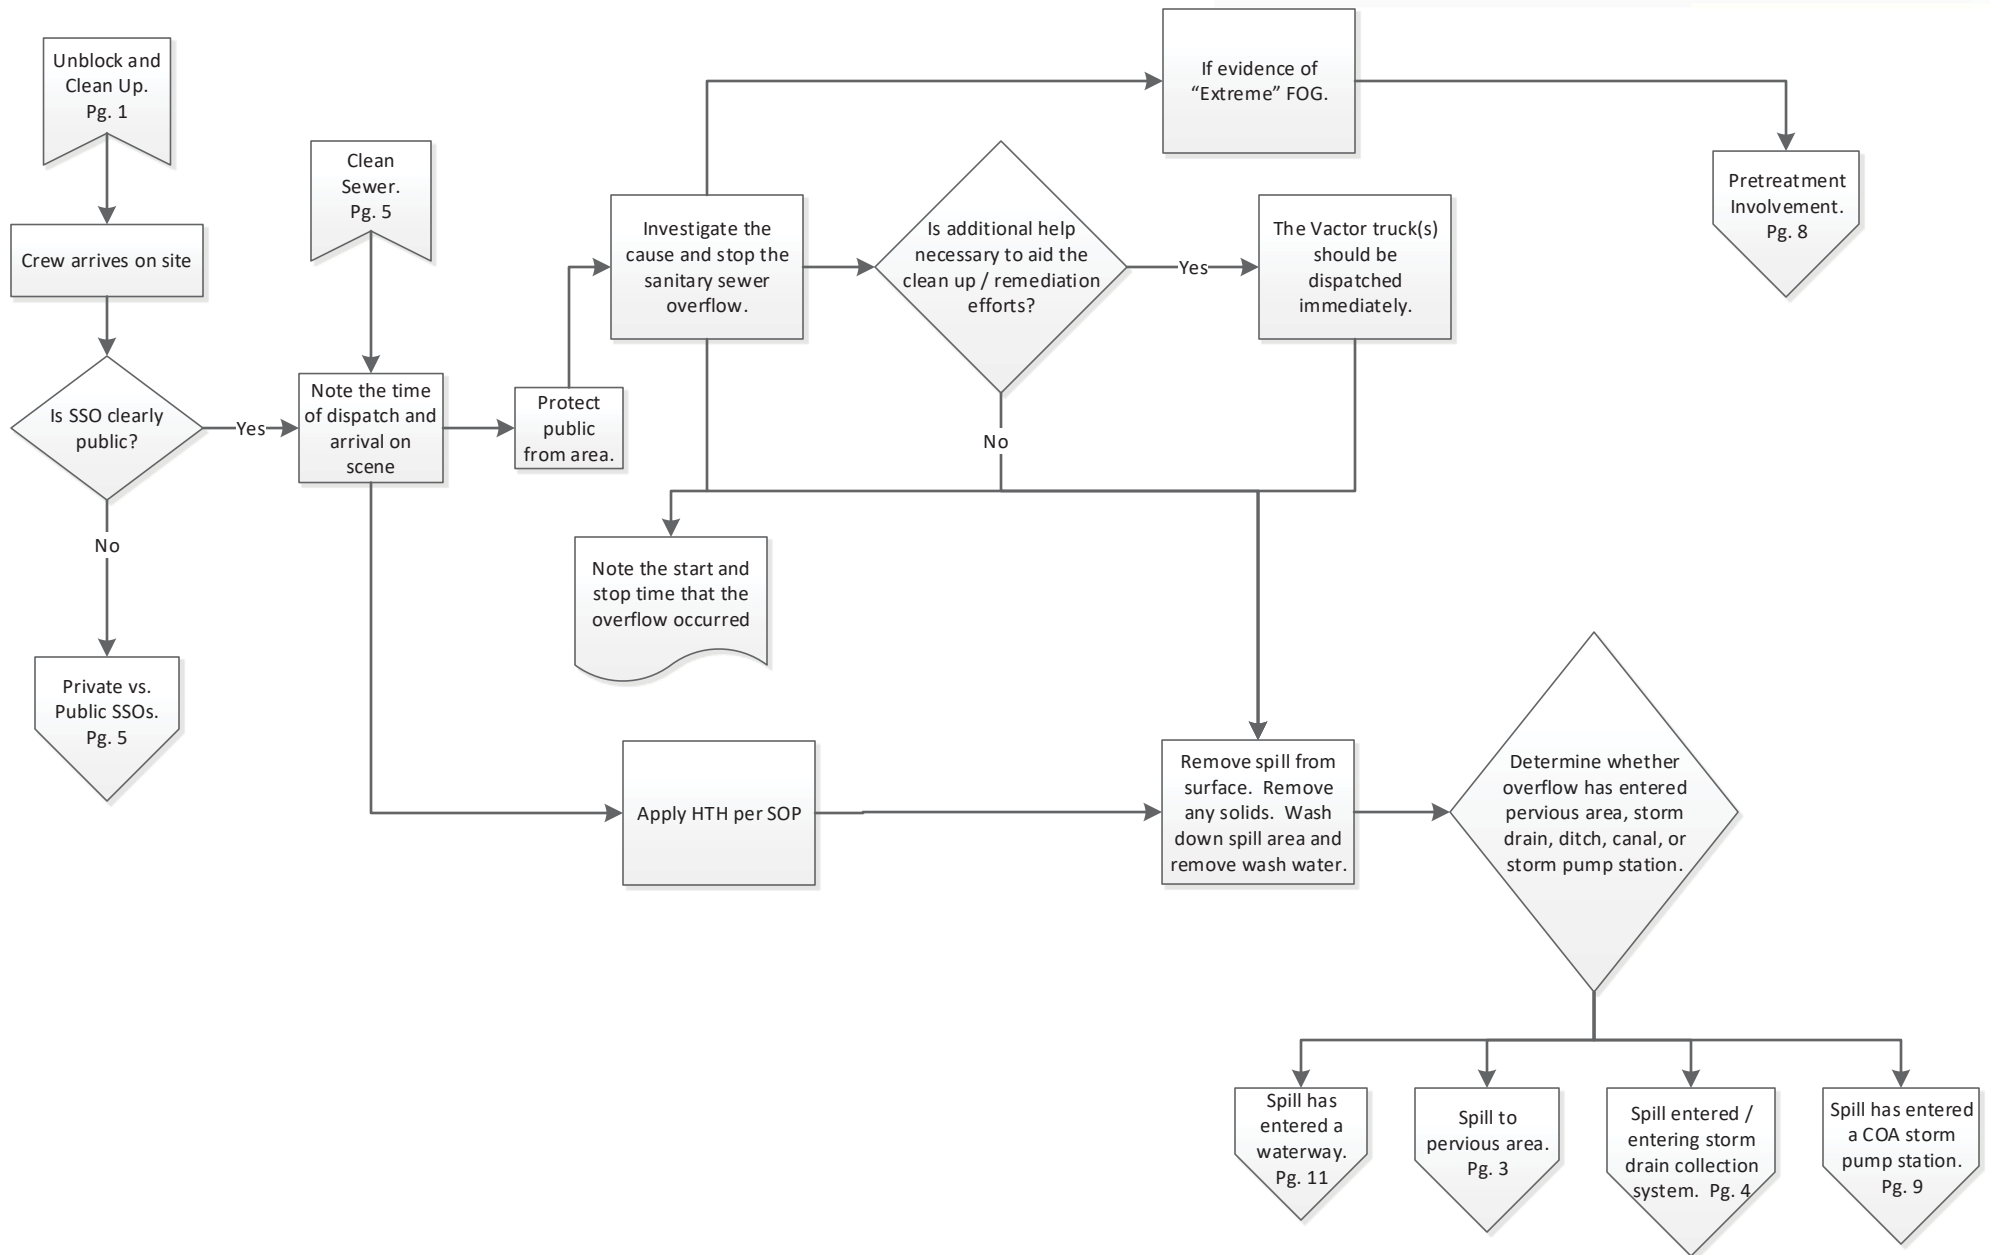 Unblock and
Clean Up.
Pg. 1
Crew arrives on site
Is SSO clearly
public?
Yes
No
Private vs.
Public SSOs.
Pg. 5
Clean
Sewer.
Pg. 5
Note the time
of dispatch and
arrival on
scene
Protect
public
from area.
Investigate the
cause and stop the
sanitary sewer
overflow.
If evidence of
“Extreme” FOG.
Pretreatment
Involvement.
Pg. 8
Is additional help
necessary to aid the
clean up / remediation
efforts?
Yes
No
The Vactor truck(s)
should be
dispatched
immediately.
Note the start and
stop time that the
overflow occurred
Apply HTH per SOP
Remove spill from
surface.  Remove
any solids.  Wash
down spill area and
remove wash water.
Determine whether
overflow has entered
pervious area, storm
drain, ditch, canal, or
storm pump station.
Spill has
entered a
waterway.
Pg. 11
Spill to
pervious area.
Pg. 3
Spill entered /
entering storm
drain collection
system.  Pg. 4
Spill has entered
a COA storm
pump station.
Pg. 9